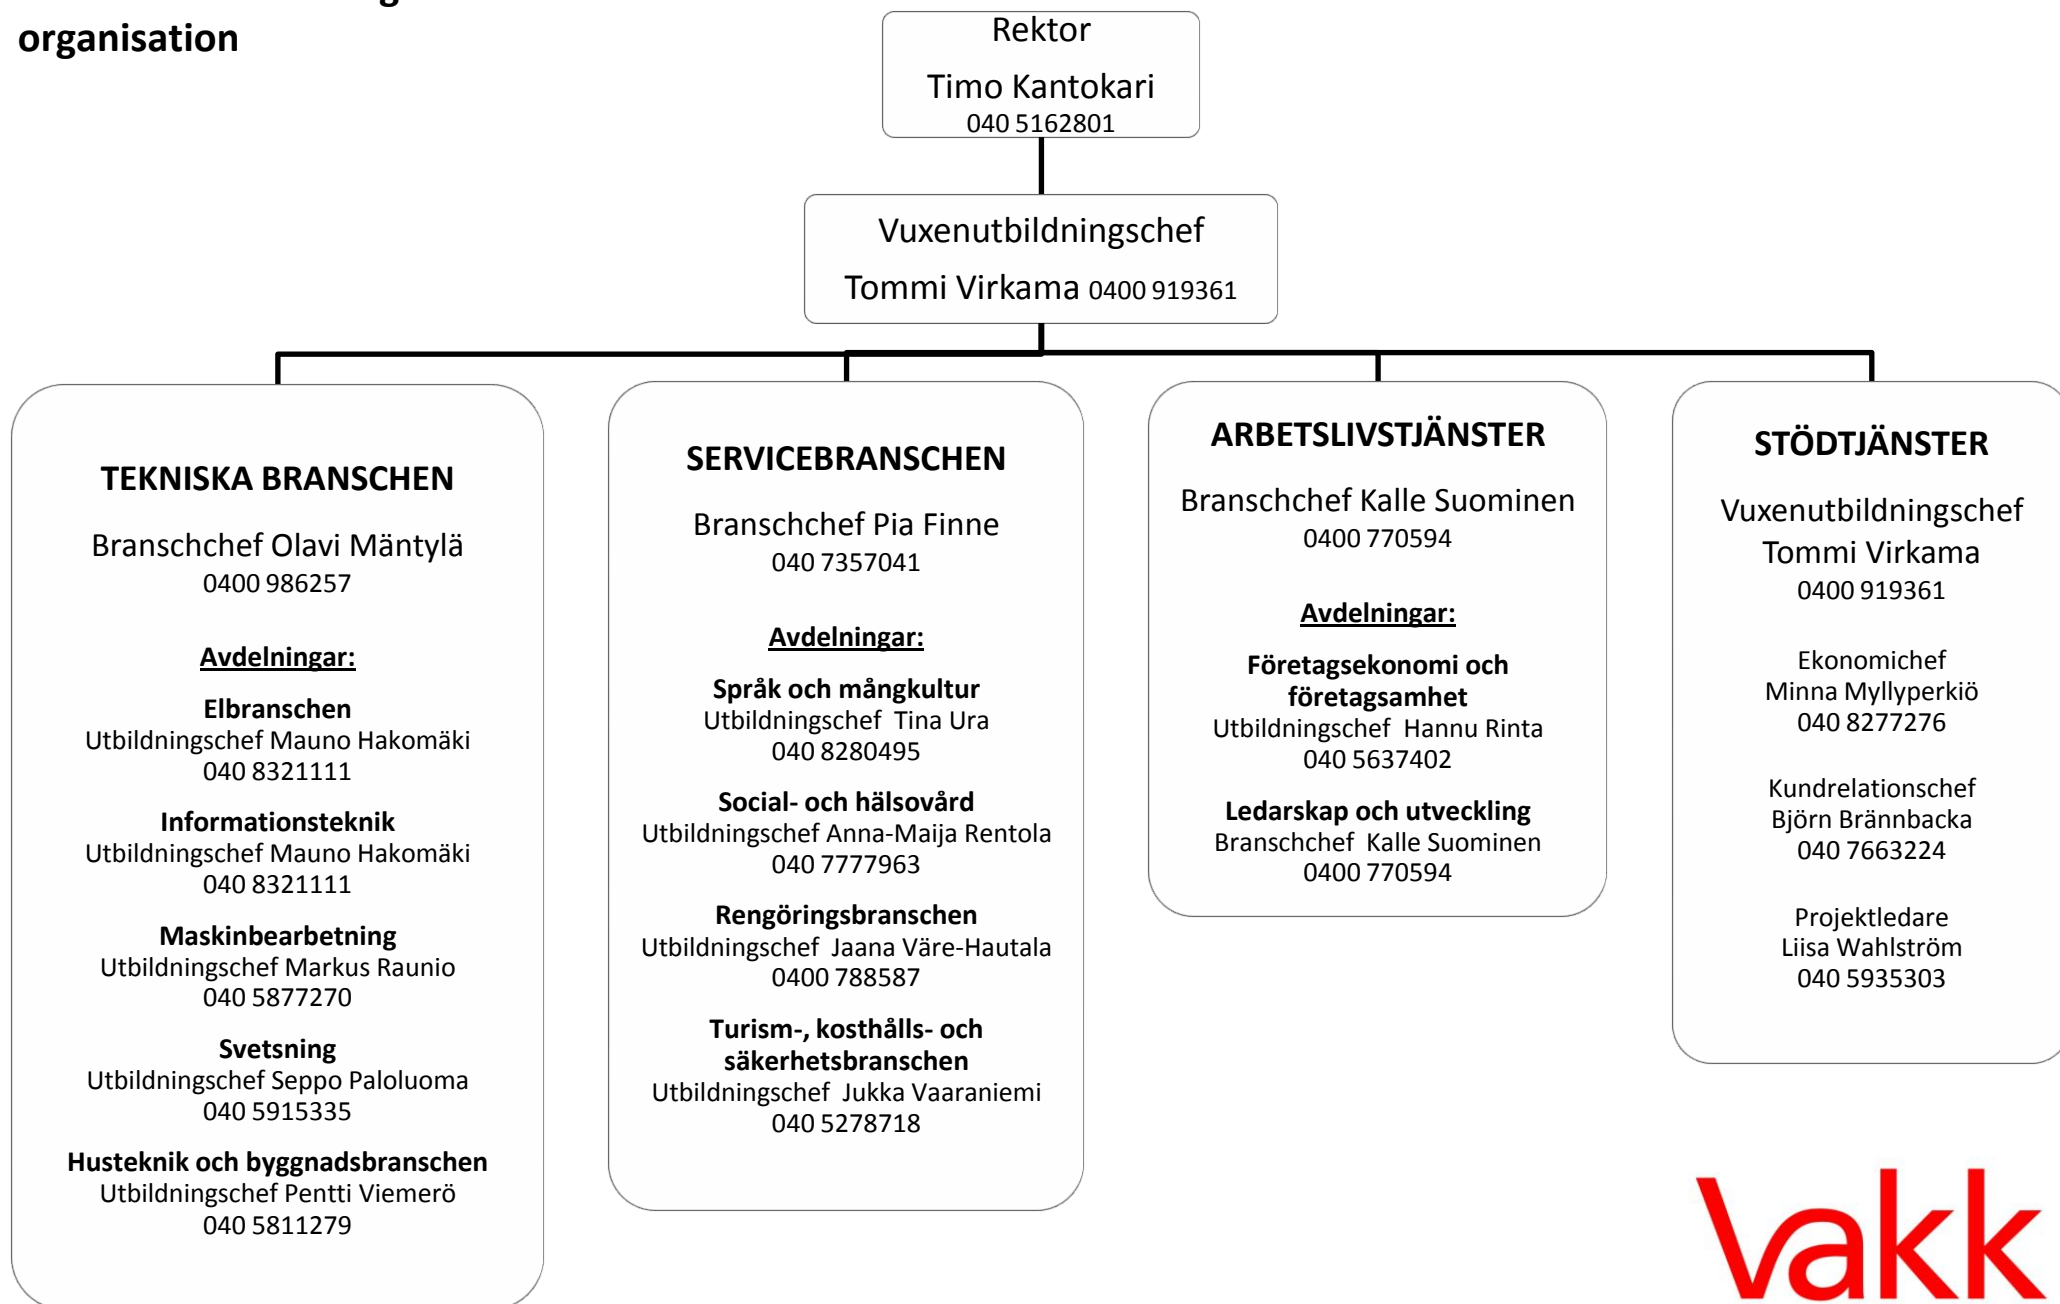 organisation
Rektor
Timo Kantokari
040 5162801
Vuxenutbildningschef
Tommi Virkama 0400 919361
TEKNISKA BRANSCHEN
Branschchef Olavi Mäntylä
0400 986257
Avdelningar:
Elbranschen
Utbildningschef Mauno Hakomäki
040 8321111
Informationsteknik
Utbildningschef Mauno Hakomäki
040 8321111
Maskinbearbetning
Utbildningschef Markus Raunio
040 5877270
Svetsning
Utbildningschef Seppo Paloluoma
040 5915335
Husteknik och byggnadsbranschen
Utbildningschef Pentti Viemerö
040 5811279
SERVICEBRANSCHEN
Branschchef Pia Finne
040 7357041
Avdelningar:
Språk och mångkultur
Utbildningschef Tina Ura
040 8280495
Social- och hälsovård
Utbildningschef Anna-Maija Rentola
040 7777963
Rengöringsbranschen
Utbildningschef Jaana Väre-Hautala
0400 788587
Turism-, kosthålls- och
säkerhetsbranschen
Utbildningschef Jukka Vaaraniemi
040 5278718
ARBETSLIVSTJÄNSTER
Branschchef Kalle Suominen
0400 770594
Avdelningar:
Företagsekonomi och
företagsamhet
Utbildningschef Hannu Rinta
040 5637402
Ledarskap och utveckling
Branschchef Kalle Suominen
0400 770594
STÖDTJÄNSTER
Vuxenutbildningschef
Tommi Virkama
0400 919361
Ekonomichef
Minna Myllyperkiö
040 8277276
Kundrelationschef
Björn Brännbacka
040 7663224
Projektledare
Liisa Wahlström
040 5935303
Vakk